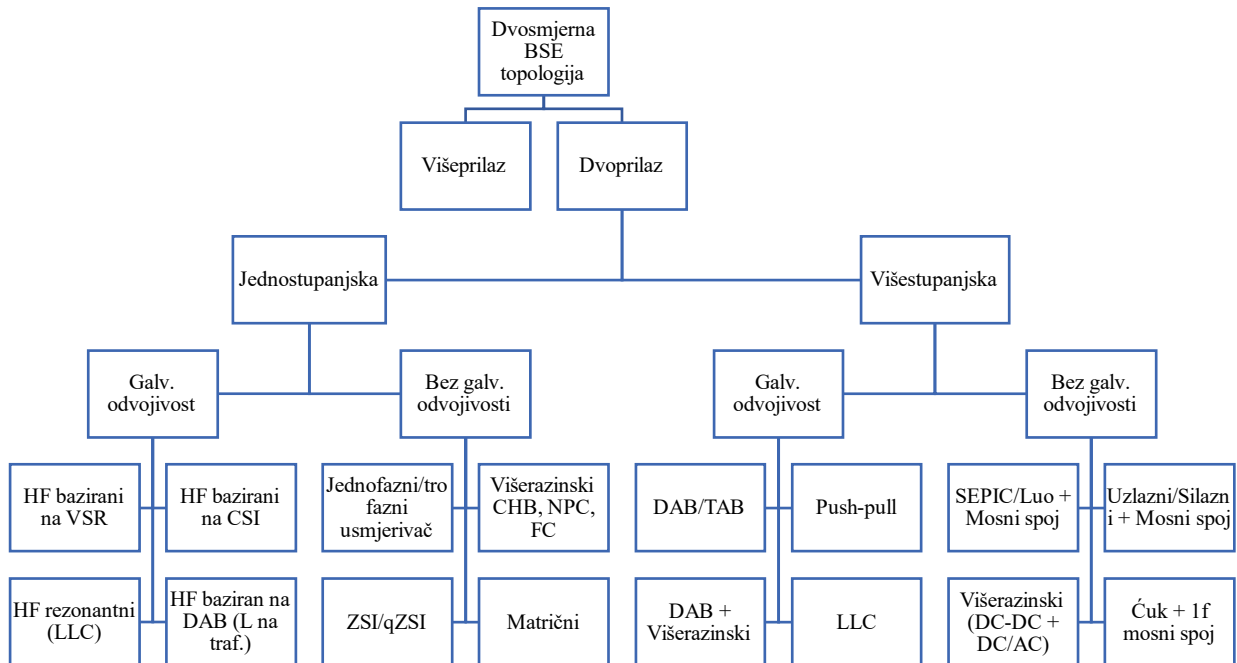 Dvosmjerna
BSE
topologija
Višeprilaz
Dvoprilaz
Jednostupanjska
Višestupanjska
Galv.
odvojivost
Bez galv.
odvojivosti
Galv.
odvojivost
Bez galv.
odvojivosti
HF bazirani
na VSR
HF bazirani
na CSI
Jednofazni/tro
fazni
usmjerivač
Višerazinski
CHB, NPC,
FC
DAB/TAB
Push-pull
SEPIC/Luo +
Mosni spoj
Uzlazni/Silazn
i + Mosni spoj
HF rezonantni
(LLC)
HF baziran na
DAB (L na
traf.)
ZSI/qZSI
Matrični
DAB +
Višerazinski
LLC
Višerazinski
(DC-DC +
DC/AC)
Ćuk + 1f
mosni spoj